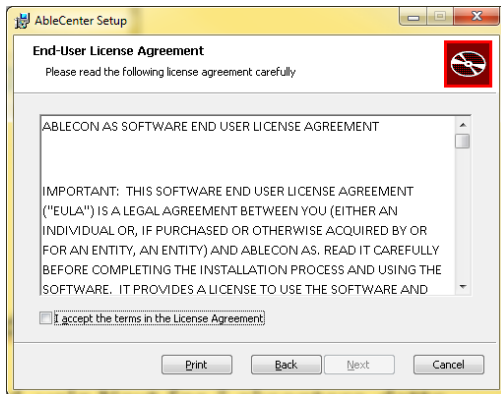 AbleCenter Setup
End-User License Agreement
Please read the following license agreement carefully
ABLECON AS SOFTWARE END USER LICENSE AGREEMENT
IMPORTANT: THIS SOFTWARE END USER LICENSE AGREEMENT
("EULA") IS A LEGAL AGREEMENT BETWEEN YOU (EITHER AN
INDIVIDUAL OR, IF PURCHASED OR OTHERWISE ACQUIRED BY OR
FOR AN ENTITY, AN ENTITY) AND ABLECON AS. READ IT CAREFULLY
BEFORE COMPLETING THE INSTALLATION PROCESS AND USING THE
SOFTWARE. IT PROVIDES A LICENSE TO USE THE SOFTWARE AND
I accept the terms in the License Agreement
Print Back Next Cancel